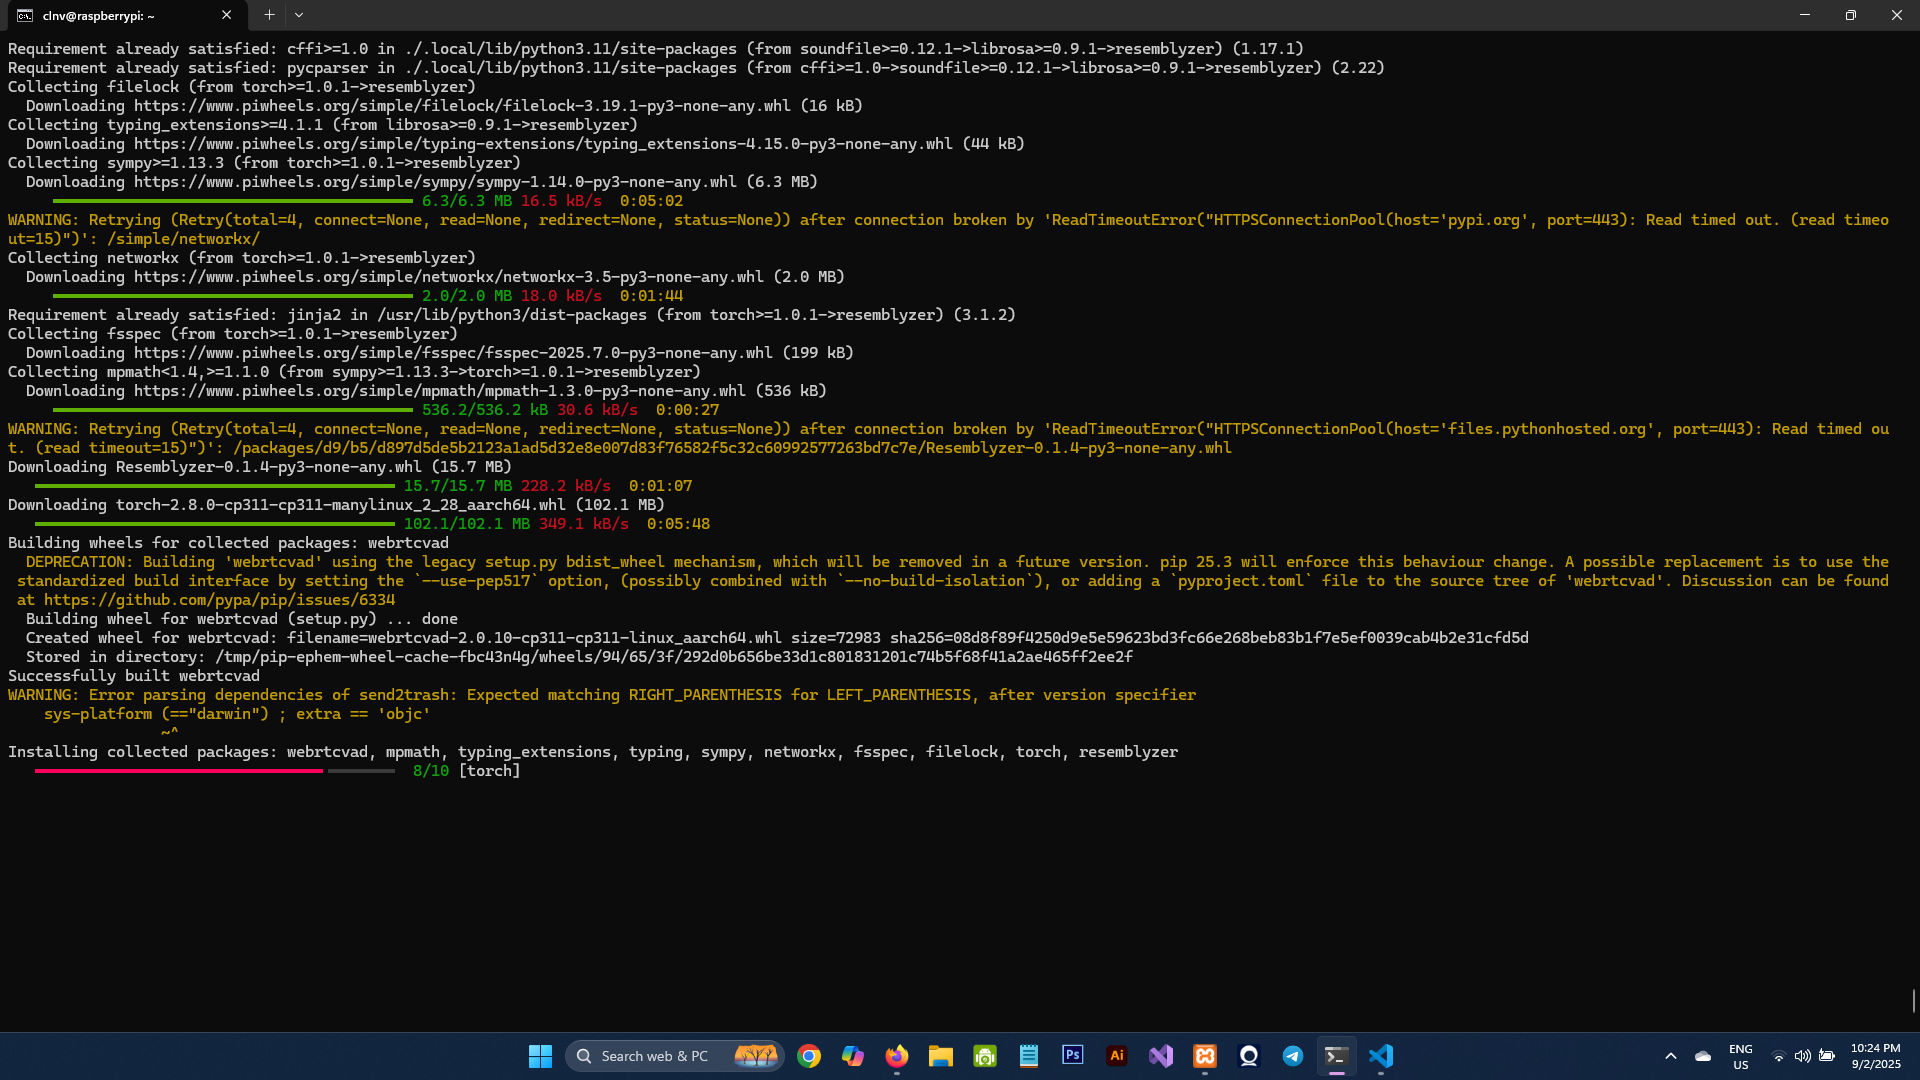 clnv@raspberrypi: ~
Requirement already satisfied: cffi>=1.0 in ./.local/lib/python3.11/site-packages (from soundfile>=0.12.1->librosa>=0.9.1->resemblyzer) (1.17.1)
Requirement already satisfied: pycparser in ./.local/lib/python3.11/site-packages (from cffi>=1.0->soundfile>=0.12.1->librosa>=0.9.1->resemblyzer) (2.22)
Collecting filelock (from torch>=1.0.1->resemblyzer)
  Downloading https://www.piwheels.org/simple/filelock/filelock-3.19.1-py3-none-any.whl (16 kB)
Collecting typing_extensions>=4.1.1 (from librosa>=0.9.1->resemblyzer)
  Downloading https://www.piwheels.org/simple/typing-extensions/typing_extensions-4.15.0-py3-none-any.whl (44 kB)
Collecting sympy>=1.13.3 (from torch>=1.0.1->resemblyzer)
  Downloading https://www.piwheels.org/simple/sympy/sympy-1.14.0-py3-none-any.whl (6.3 MB)
6.3/6.3 MB 16.5 kB/s  0:05:02
WARNING: Retrying (Retry(total=4, connect=None, read=None, redirect=None, status=None)) after connection broken by 'ReadTimeoutError("HTTPSConnectionPool(host='pypi.org', port=443): Read timed out. (read timeo
ut=15)")': /simple/networkx/
Collecting networkx (from torch>=1.0.1->resemblyzer)
  Downloading https://www.piwheels.org/simple/networkx/networkx-3.5-py3-none-any.whl (2.0 MB)
2.0/2.0 MB 18.0 kB/s  0:01:44
Requirement already satisfied: jinja2 in /usr/lib/python3/dist-packages (from torch>=1.0.1->resemblyzer) (3.1.2)
Collecting fsspec (from torch>=1.0.1->resemblyzer)
  Downloading https://www.piwheels.org/simple/fsspec/fsspec-2025.7.0-py3-none-any.whl (199 kB)
Collecting mpmath<1.4,>=1.1.0 (from sympy>=1.13.3->torch>=1.0.1->resemblyzer)
  Downloading https://www.piwheels.org/simple/mpmath/mpmath-1.3.0-py3-none-any.whl (536 kB)
536.2/536.2 kB 30.6 kB/s  0:00:27
WARNING: Retrying (Retry(total=4, connect=None, read=None, redirect=None, status=None)) after connection broken by 'ReadTimeoutError("HTTPSConnectionPool(host='files.pythonhosted.org', port=443): Read timed ou
t. (read timeout=15)")': /packages/d9/b5/d897d5de5b2123a1ad5d32e8e007d83f76582f5c32c60992577263bd7c7e/Resemblyzer-0.1.4-py3-none-any.whl
Downloading Resemblyzer-0.1.4-py3-none-any.whl (15.7 MB)
15.7/15.7 MB 228.2 kB/s  0:01:07
Downloading torch-2.8.0-cp311-cp311-manylinux_2_28_aarch64.whl (102.1 MB)
102.1/102.1 MB 349.1 kB/s  0:05:48
Building wheels for collected packages: webrtcvad
  DEPRECATION: Building 'webrtcvad' using the legacy setup.py bdist_wheel mechanism, which will be removed in a future version. pip 25.3 will enforce this behaviour change. A possible replacement is to use the
 standardized build interface by setting the `--use-pep517` option, (possibly combined with `--no-build-isolation`), or adding a `pyproject.toml` file to the source tree of 'webrtcvad'. Discussion can be found
 at https://github.com/pypa/pip/issues/6334
  Building wheel for webrtcvad (setup.py) ... done
  Created wheel for webrtcvad: filename=webrtcvad-2.0.10-cp311-cp311-linux_aarch64.whl size=72983 sha256=08d8f89f4250d9e5e59623bd3fc66e268beb83b1f7e5ef0039cab4b2e31cfd5d
  Stored in directory: /tmp/pip-ephem-wheel-cache-fbc43n4g/wheels/94/65/3f/292d0b656be33d1c801831201c74b5f68f41a2ae465ff2ee2f
Successfully built webrtcvad
WARNING: Error parsing dependencies of send2trash: Expected matching RIGHT_PARENTHESIS for LEFT_PARENTHESIS, after version specifier
    sys-platform (=="darwin") ; extra == 'objc'
                 ~^
Installing collected packages: webrtcvad, mpmath, typing_extensions, typing, sympy, networkx, fsspec, filelock, torch, resemblyzer
8/10 [torch]
Search web & PC
Ps
Ai
ENG
US
10:24 PM
9/2/2025